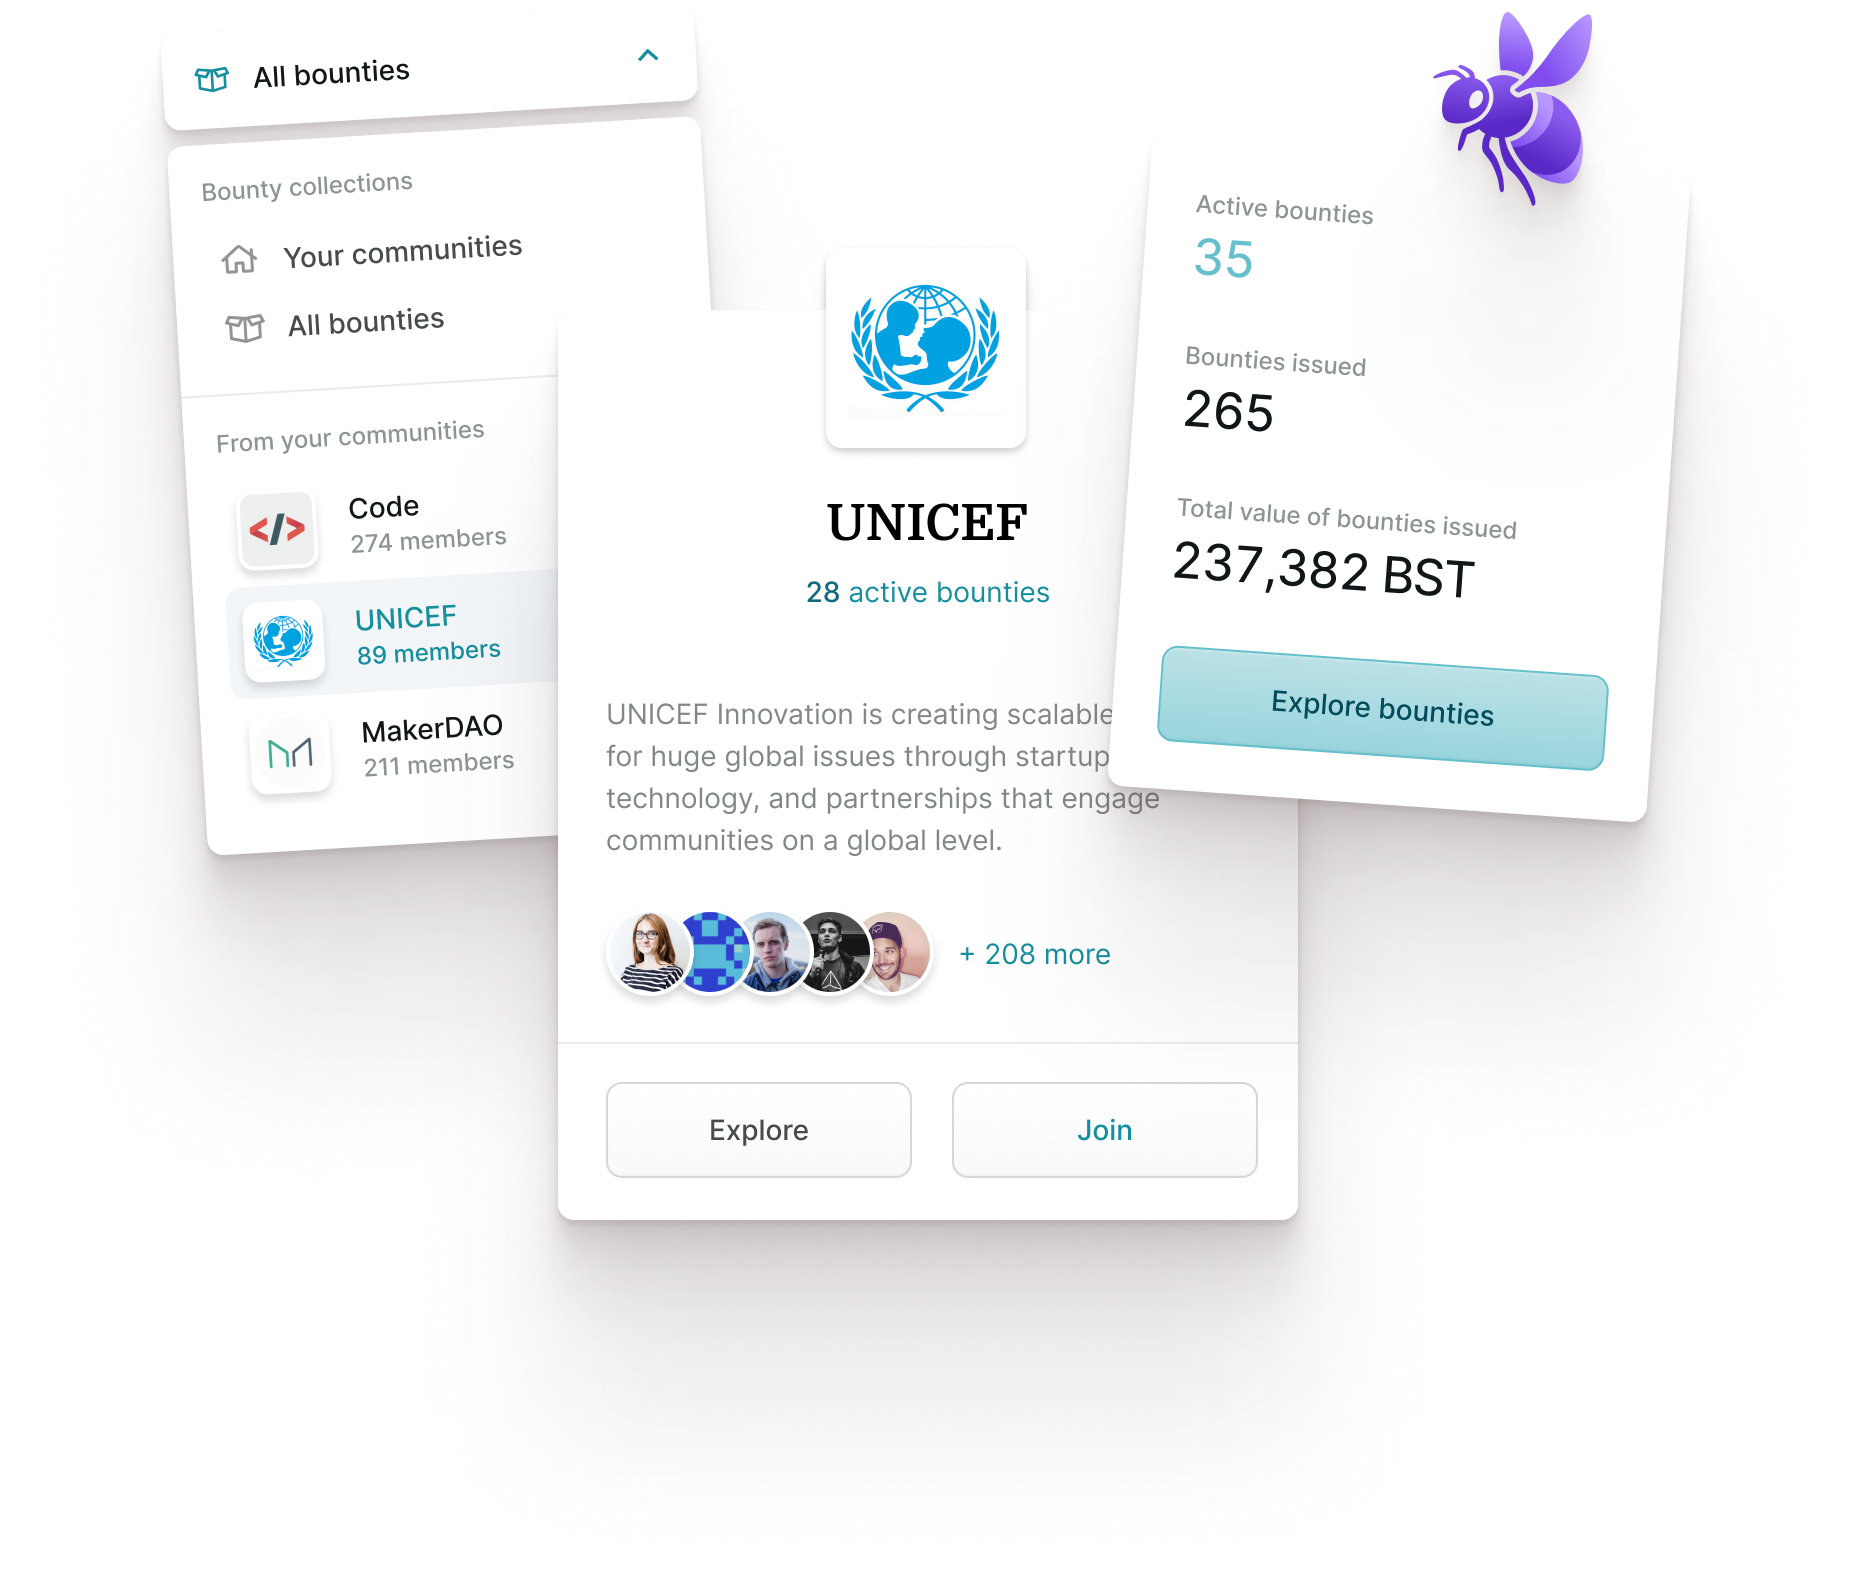 All bounties
Bounty collections
Your communities
All bounties
From your communities
Code
274 members
UNICEF
89 members
MakerDAO
211 members
UNICEF
28 active bounties
UNICEF Innovation is creating scalable
for huge global issues through startup
technology, and partnerships that engage
communities on a global level.
+ 208 more
Explore
Join
Active bounties
35
Bounties issued
265
Total value of bounties issued
237,382 BST
Explore bounties